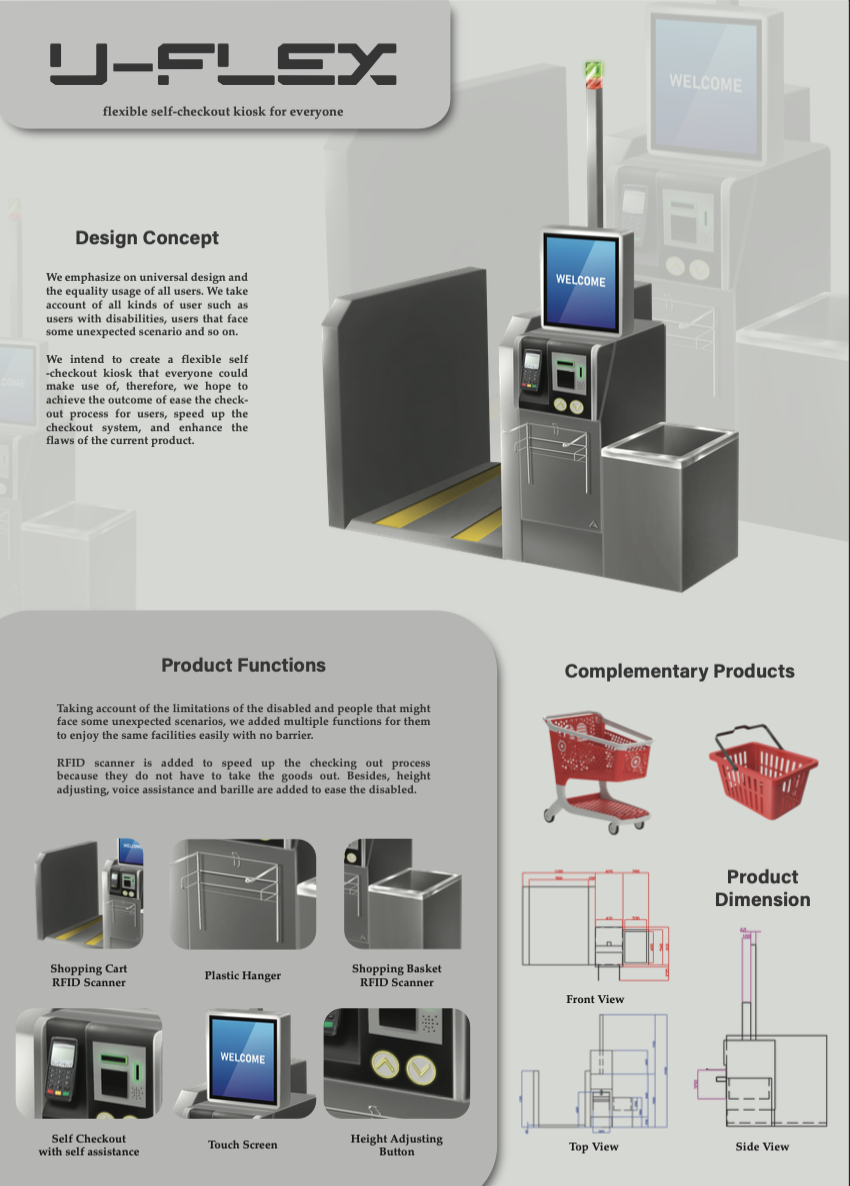 U-FLEX
flexible self-checkout kiosk for everyone
WELCOME
WELCOME
Design Concept
We emphasize on universal design and
the equality usage of all users. We take
account of all kinds of user such as
users with disabilities, users that face
some unexpected scenario and so on.
We intend to create a flexible self
-checkout kiosk that everyone could
make use of, therefore, we hope to
achieve the outcome of ease the check-
out process for users, speed up the
checkout system, and enhance the
flaws of the current product.
Product Functions
Taking account of the limitations of the disabled and people that might
face some unexpected scenarios, we added multiple functions for them
to enjoy the same facilities easily with no barrier.
RFID scanner is added to speed up the checking out process
because they do not have to take the goods out. Besides, height
adjusting, voice assistance and barille are added to ease the disabled.
Shopping Cart
RFID Scanner
Plastic Hanger
Shopping Basket
RFID Scanner
WELCOME
Self Checkout
with self assistance
Touch Screen
Height Adjusting
Button
Complementary Products
Product
Dimension
Front View
Top View
Side View